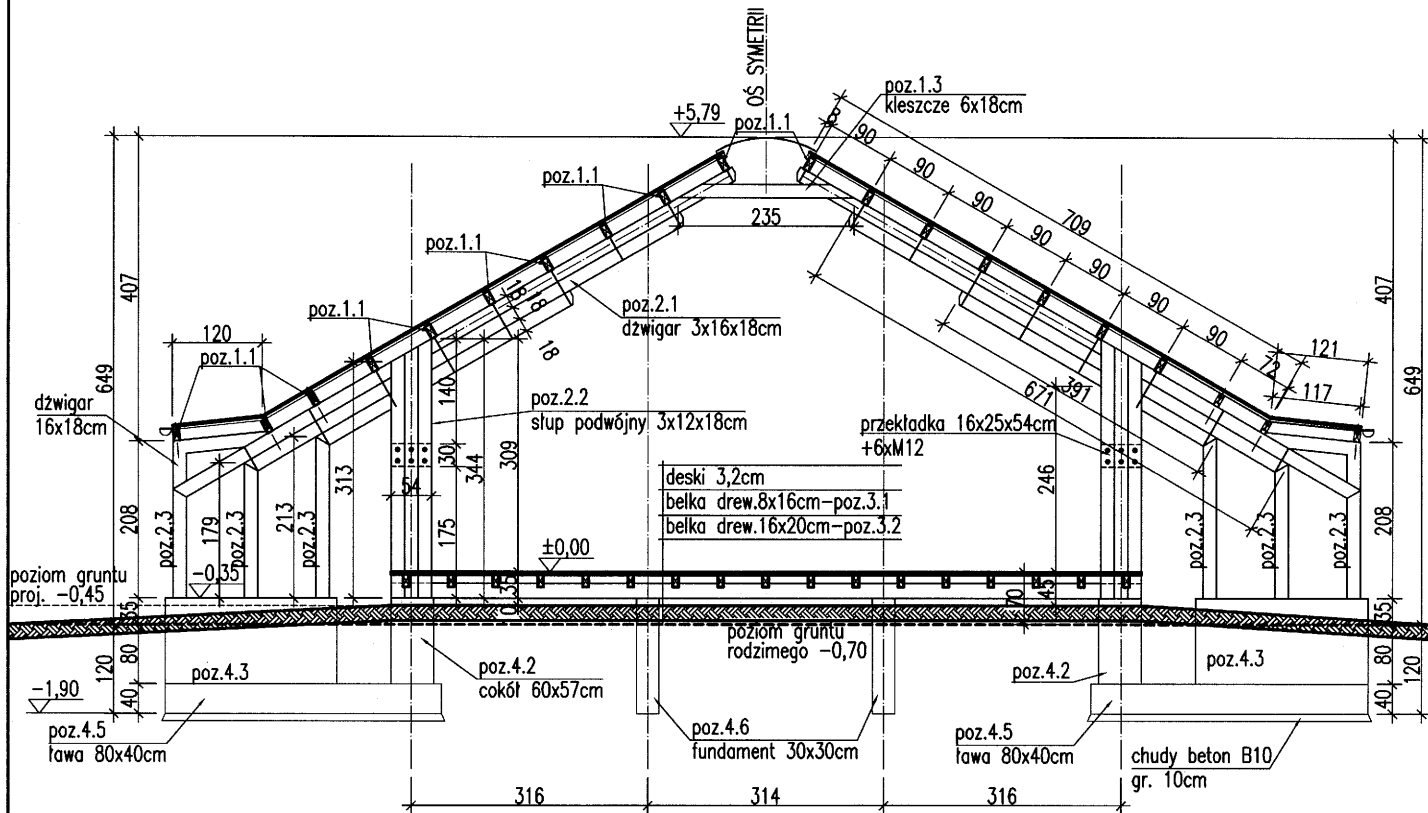 OŚ SYMETRII
+5,79
poz.1.1
poz.1.3
kleszcze 6x18cm
8
90
90
90
90
90
90
90
72
709
poz.1.1
235
poz.1.1
poz.1.1
18
18
18
poz.2.1
dźwigar 3x16x18cm
407
649
120
poz.1.1
dźwigar
16x18cm
140
poz.2.2
słup podwójny 3x12x18cm
30
54
344
309
313
175
213
179
208
poz.2.3
poz.2.3
poz.2.3
deski 3,2cm
belka drew.8x16cm-poz.3.1
belka drew.16x20cm-poz.3.2
przekładka 16x25x54cm
+6xM12
391
671
246
121
117
407
649
208
poz.2.3
poz.2.3
poz.2.3
±0,00
-0,35
poziom gruntu
proj. -0,45
0,35
70
45
35
80
40
120
-1,90
poz.4.3
poz.4.2
cokół 60x57cm
poziom gruntu
rodzimego -0,70
poz.4.2
poz.4.3
35
80
40
120
poz.4.5
ława 80x40cm
poz.4.6
fundament 30x30cm
poz.4.5
ława 80x40cm
chudy beton B10
gr. 10cm
316
314
316